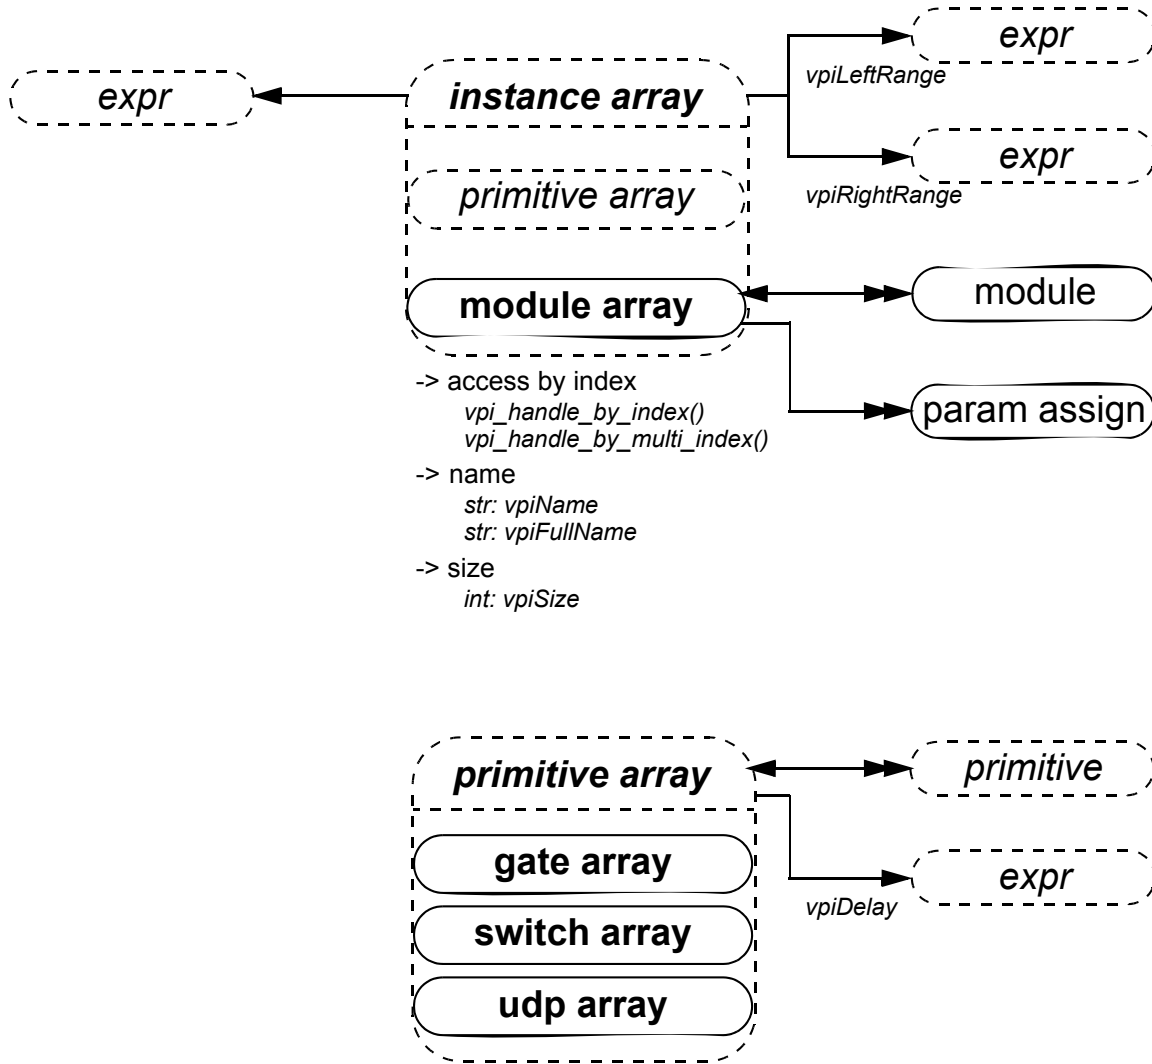 expr
vpiLeftRange
expr
instance array
expr
vpiRightRange
primitive array
module array
module
param assign
-> access by index
vpi_handle_by_index()
vpi_handle_by_multi_index()
-> name
str: vpiName
str: vpiFullName
-> size
int: vpiSize
primitive array
primitive
gate array
expr
vpiDelay
switch array
udp array